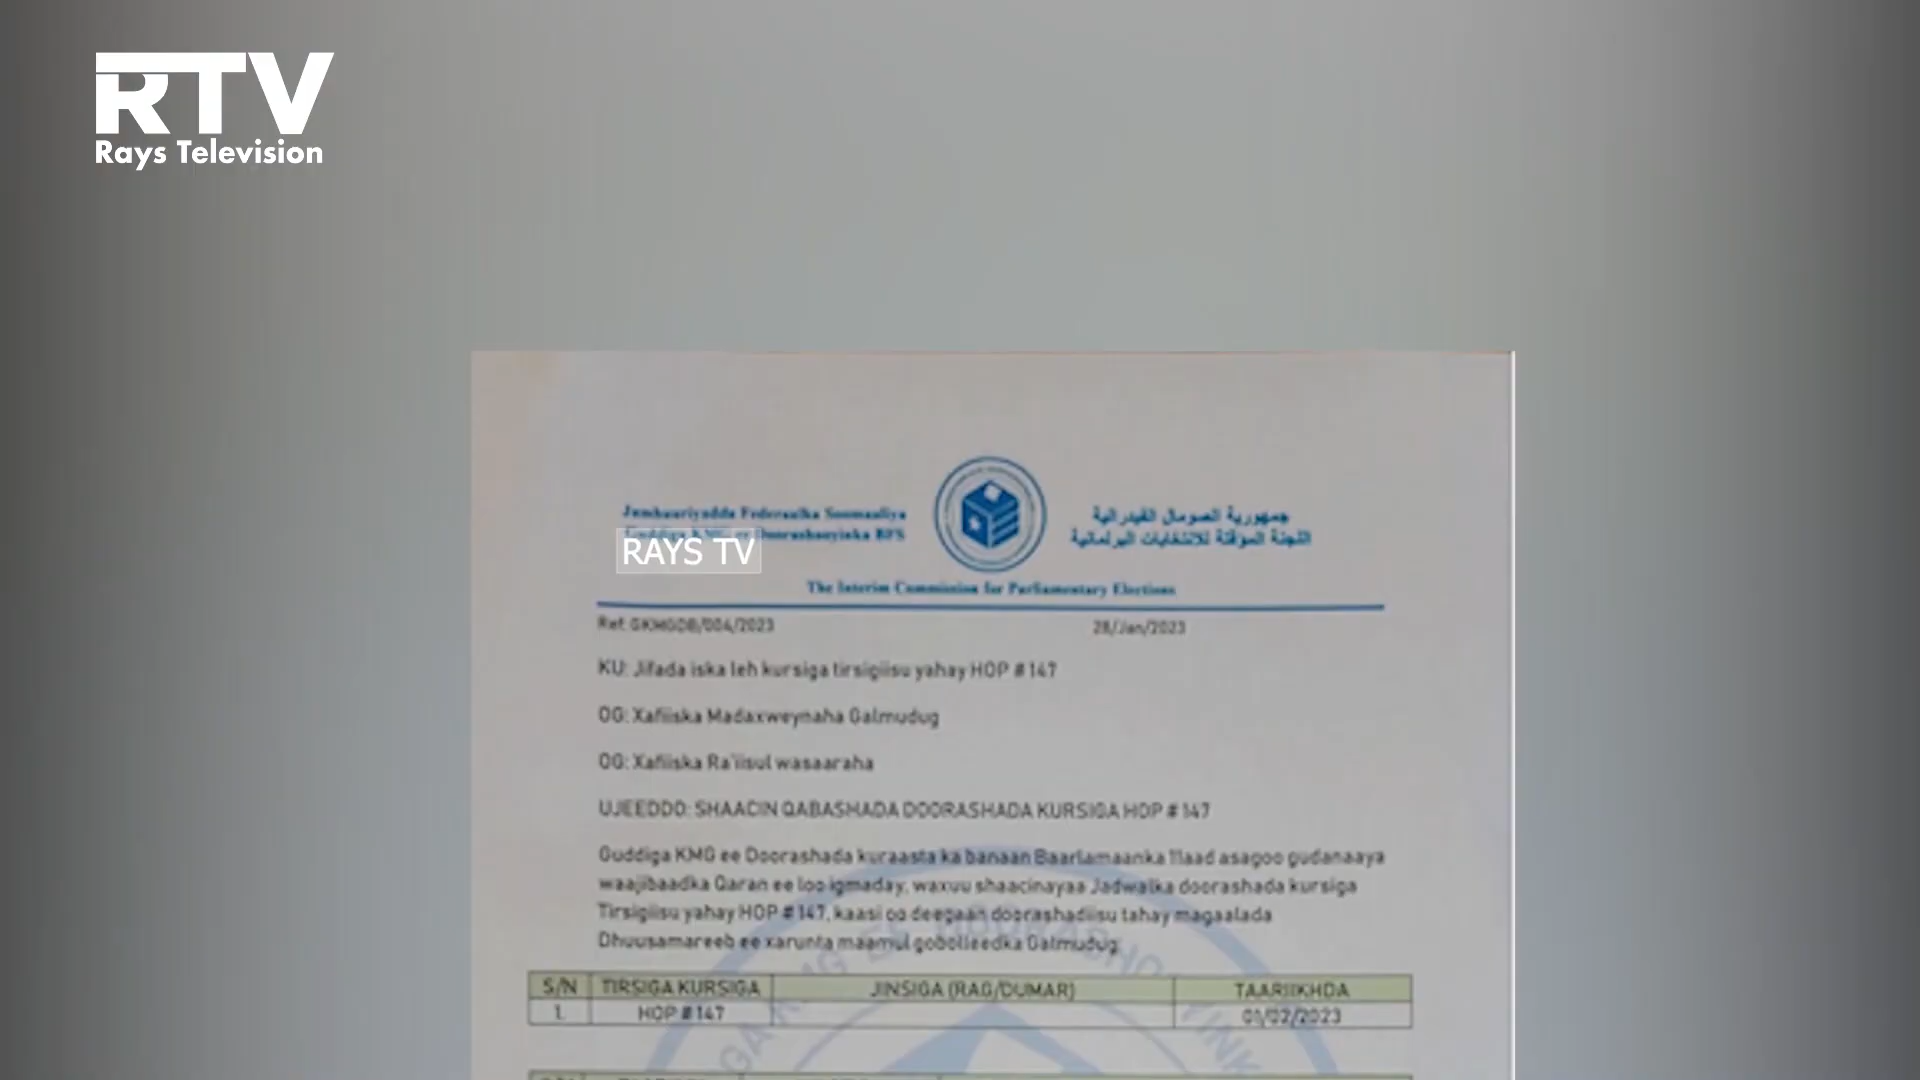 RTV
Rays Television
Jamhuuriyadda Federaalka Soomaaliya
جمهورية الصومال الفيدرالية
ee Doorashooyinka BFS
اللجنة المؤقتة للانتخابات البرلمانية
RAYS TV
The Interim Commission for Parliamentary Elections
Ref: GKMGDB/004/2023
28/Jan/2023
KU: Jifada iska leh kursiga tirsigiisu yahay HOP #147
OG: Xafiiska Madaxweynaha Galmudug
OG: Xafiiska Ra'iisul wasaaraha
UJEEDDO: SHAACIN QABASHADA DOORASHADA KURSIGA HOP #147
Guddiga KMG ee Doorashada kuraasta ka banaan Baarlamaanka 11aad asagoo gudanaaya
waajibaadka Qaran ee loo igmaday, waxuu shaacinayaa Jadwalka doorashada kursiga
Tirsigiisu yahay HOP #147, kaasi oo deegaan doorashadiisu tahay magaalada
Dhuusamareeb ee xarunta maamul gobolleedka Galmudug.
S/N TIRSIGA KURSIGA JINSIGA (RAG/DUMAR) TAARIIKHDA
1. HOP #147 01/02/2023